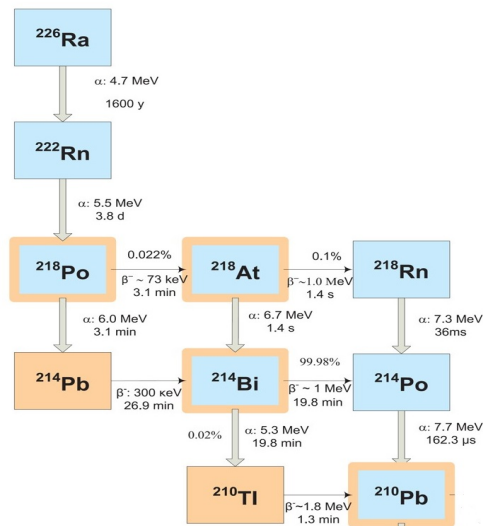 ²²⁶Ra
α: 4.7 MeV
1600 y
²²²Rn
α: 5.5 MeV
3.8 d
²¹⁸Po
0.022%
β⁻ ~ 73 keV
3.1 min
²¹⁸At
0.1%
β⁻~1.0 MeV
1.4 s
²¹⁸Rn
α: 6.0 MeV
3.1 min
α: 6.7 MeV
1.4 s
α: 7.3 MeV
36ms
²¹⁴Pb
β⁻: 300 κeV
26.9 min
²¹⁴Bi
99.98%
β⁻ ~ 1 MeV
19.8 min
²¹⁴Po
0.02%
α: 5.3 MeV
19.8 min
α: 7.7 MeV
162.3 µs
²¹⁰Tl
β⁻~1.8 MeV
1.3 min
²¹⁰Pb